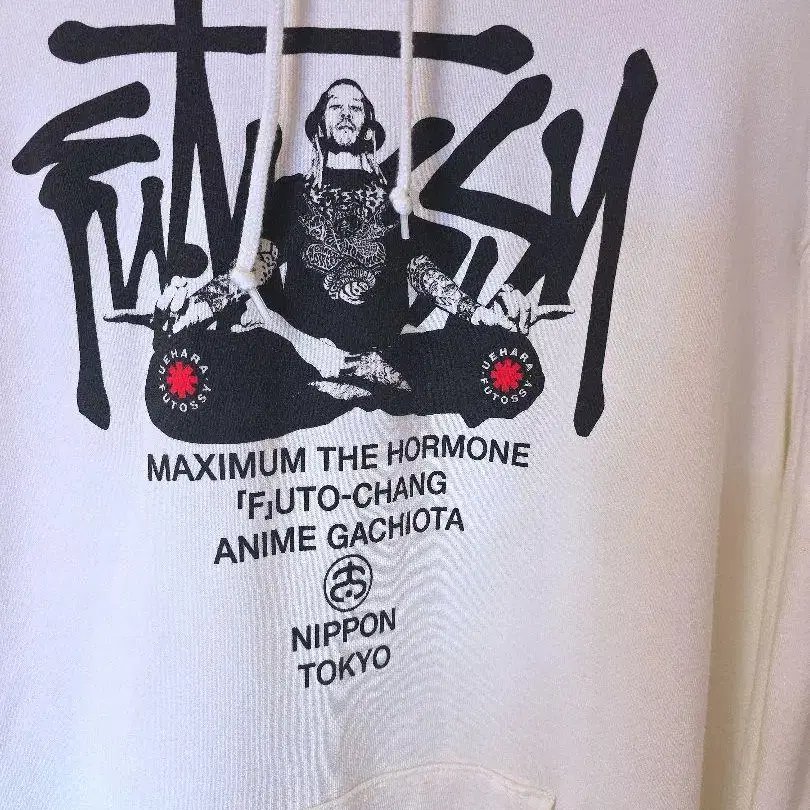 FUTOSSY
UEHARA FUTOSSY
UEHARA FUTOSSY
MAXIMUM THE HORMONE
「F」UTO-CHANG
ANIME GACHIOTA
NIPPON
TOKYO